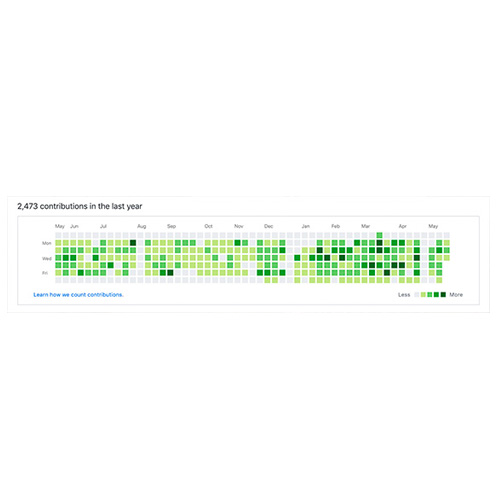 2,473 contributions in the last year
May Jun Jul Aug Sep Oct Nov Dec Jan Feb Mar Apr May
Mon
Wed
Fri
Learn how we count contributions. Less More